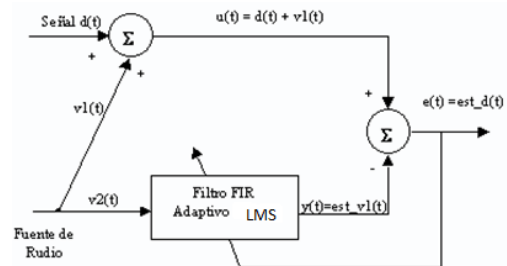 Señal d(t)
u(t) = d(t) + v1(t)
Σ
+
+
v1(t)
+
e(t) =est_d(t)
Σ
-
v2(t)
Filtro FIR
Adaptivo LMS
y(t)=est_v1(t)
Fuente de
Rudio